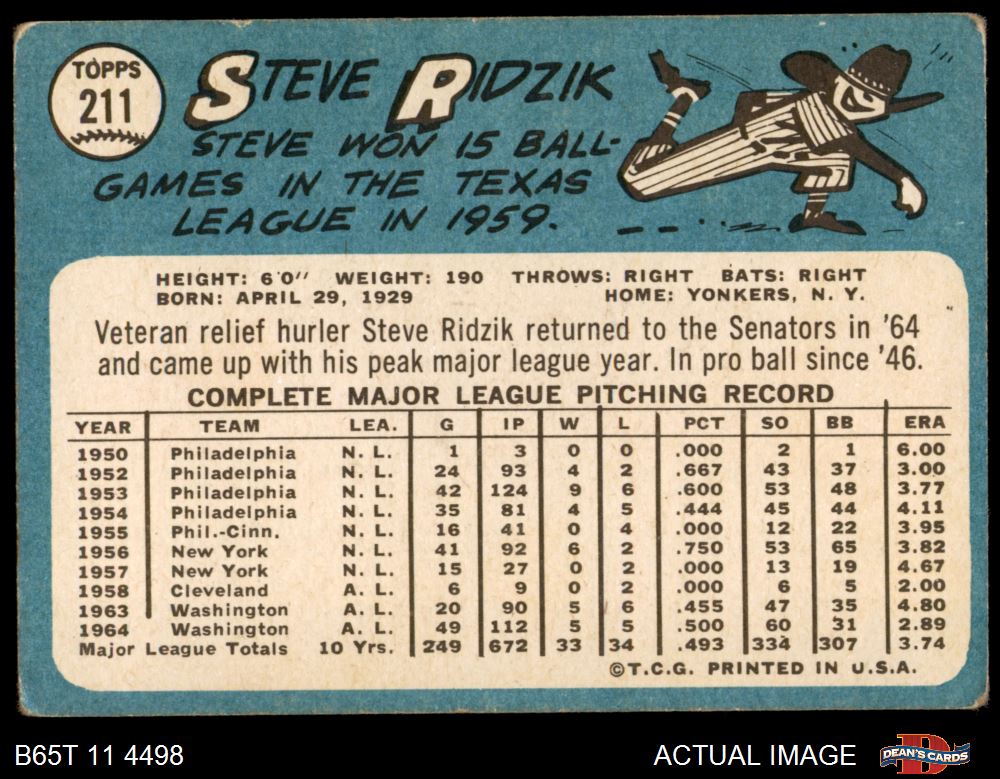 TOPPS
211
STEVE RIDZIK
STEVE WON 15 BALL-
GAMES IN THE TEXAS
LEAGUE IN 1959.
HEIGHT: 6'0" WEIGHT: 190 THROWS: RIGHT BATS: RIGHT
BORN: APRIL 29, 1929 HOME: YONKERS, N. Y.
Veteran relief hurler Steve Ridzik returned to the Senators in '64
and came up with his peak major league year. In pro ball since '46.
COMPLETE MAJOR LEAGUE PITCHING RECORD
YEAR TEAM LEA. G IP W L PCT SO BB ERA
1950 Philadelphia N. L. 1 3 0 0 .000 2 1 6.00
1952 Philadelphia N. L. 24 93 4 2 .667 43 37 3.00
1953 Philadelphia N. L. 42 124 9 6 .600 53 48 3.77
1954 Philadelphia N. L. 35 81 4 5 .444 45 44 4.11
1955 Phil.-Cinn. N. L. 16 41 0 4 .000 12 22 3.95
1956 New York N. L. 41 92 6 2 .750 53 65 3.82
1957 New York N. L. 15 27 0 2 .000 13 19 4.67
1958 Cleveland A. L. 6 9 0 2 .000 6 5 2.00
1963 Washington A. L. 20 90 5 6 .455 47 35 4.80
1964 Washington A. L. 49 112 5 5 .500 60 31 2.89
Major League Totals 10 Yrs. 249 672 33 34 .493 334 307 3.74
©T.C.G. PRINTED IN U.S.A.
B65T 11 4498
ACTUAL IMAGE
DEAN'S CARDS